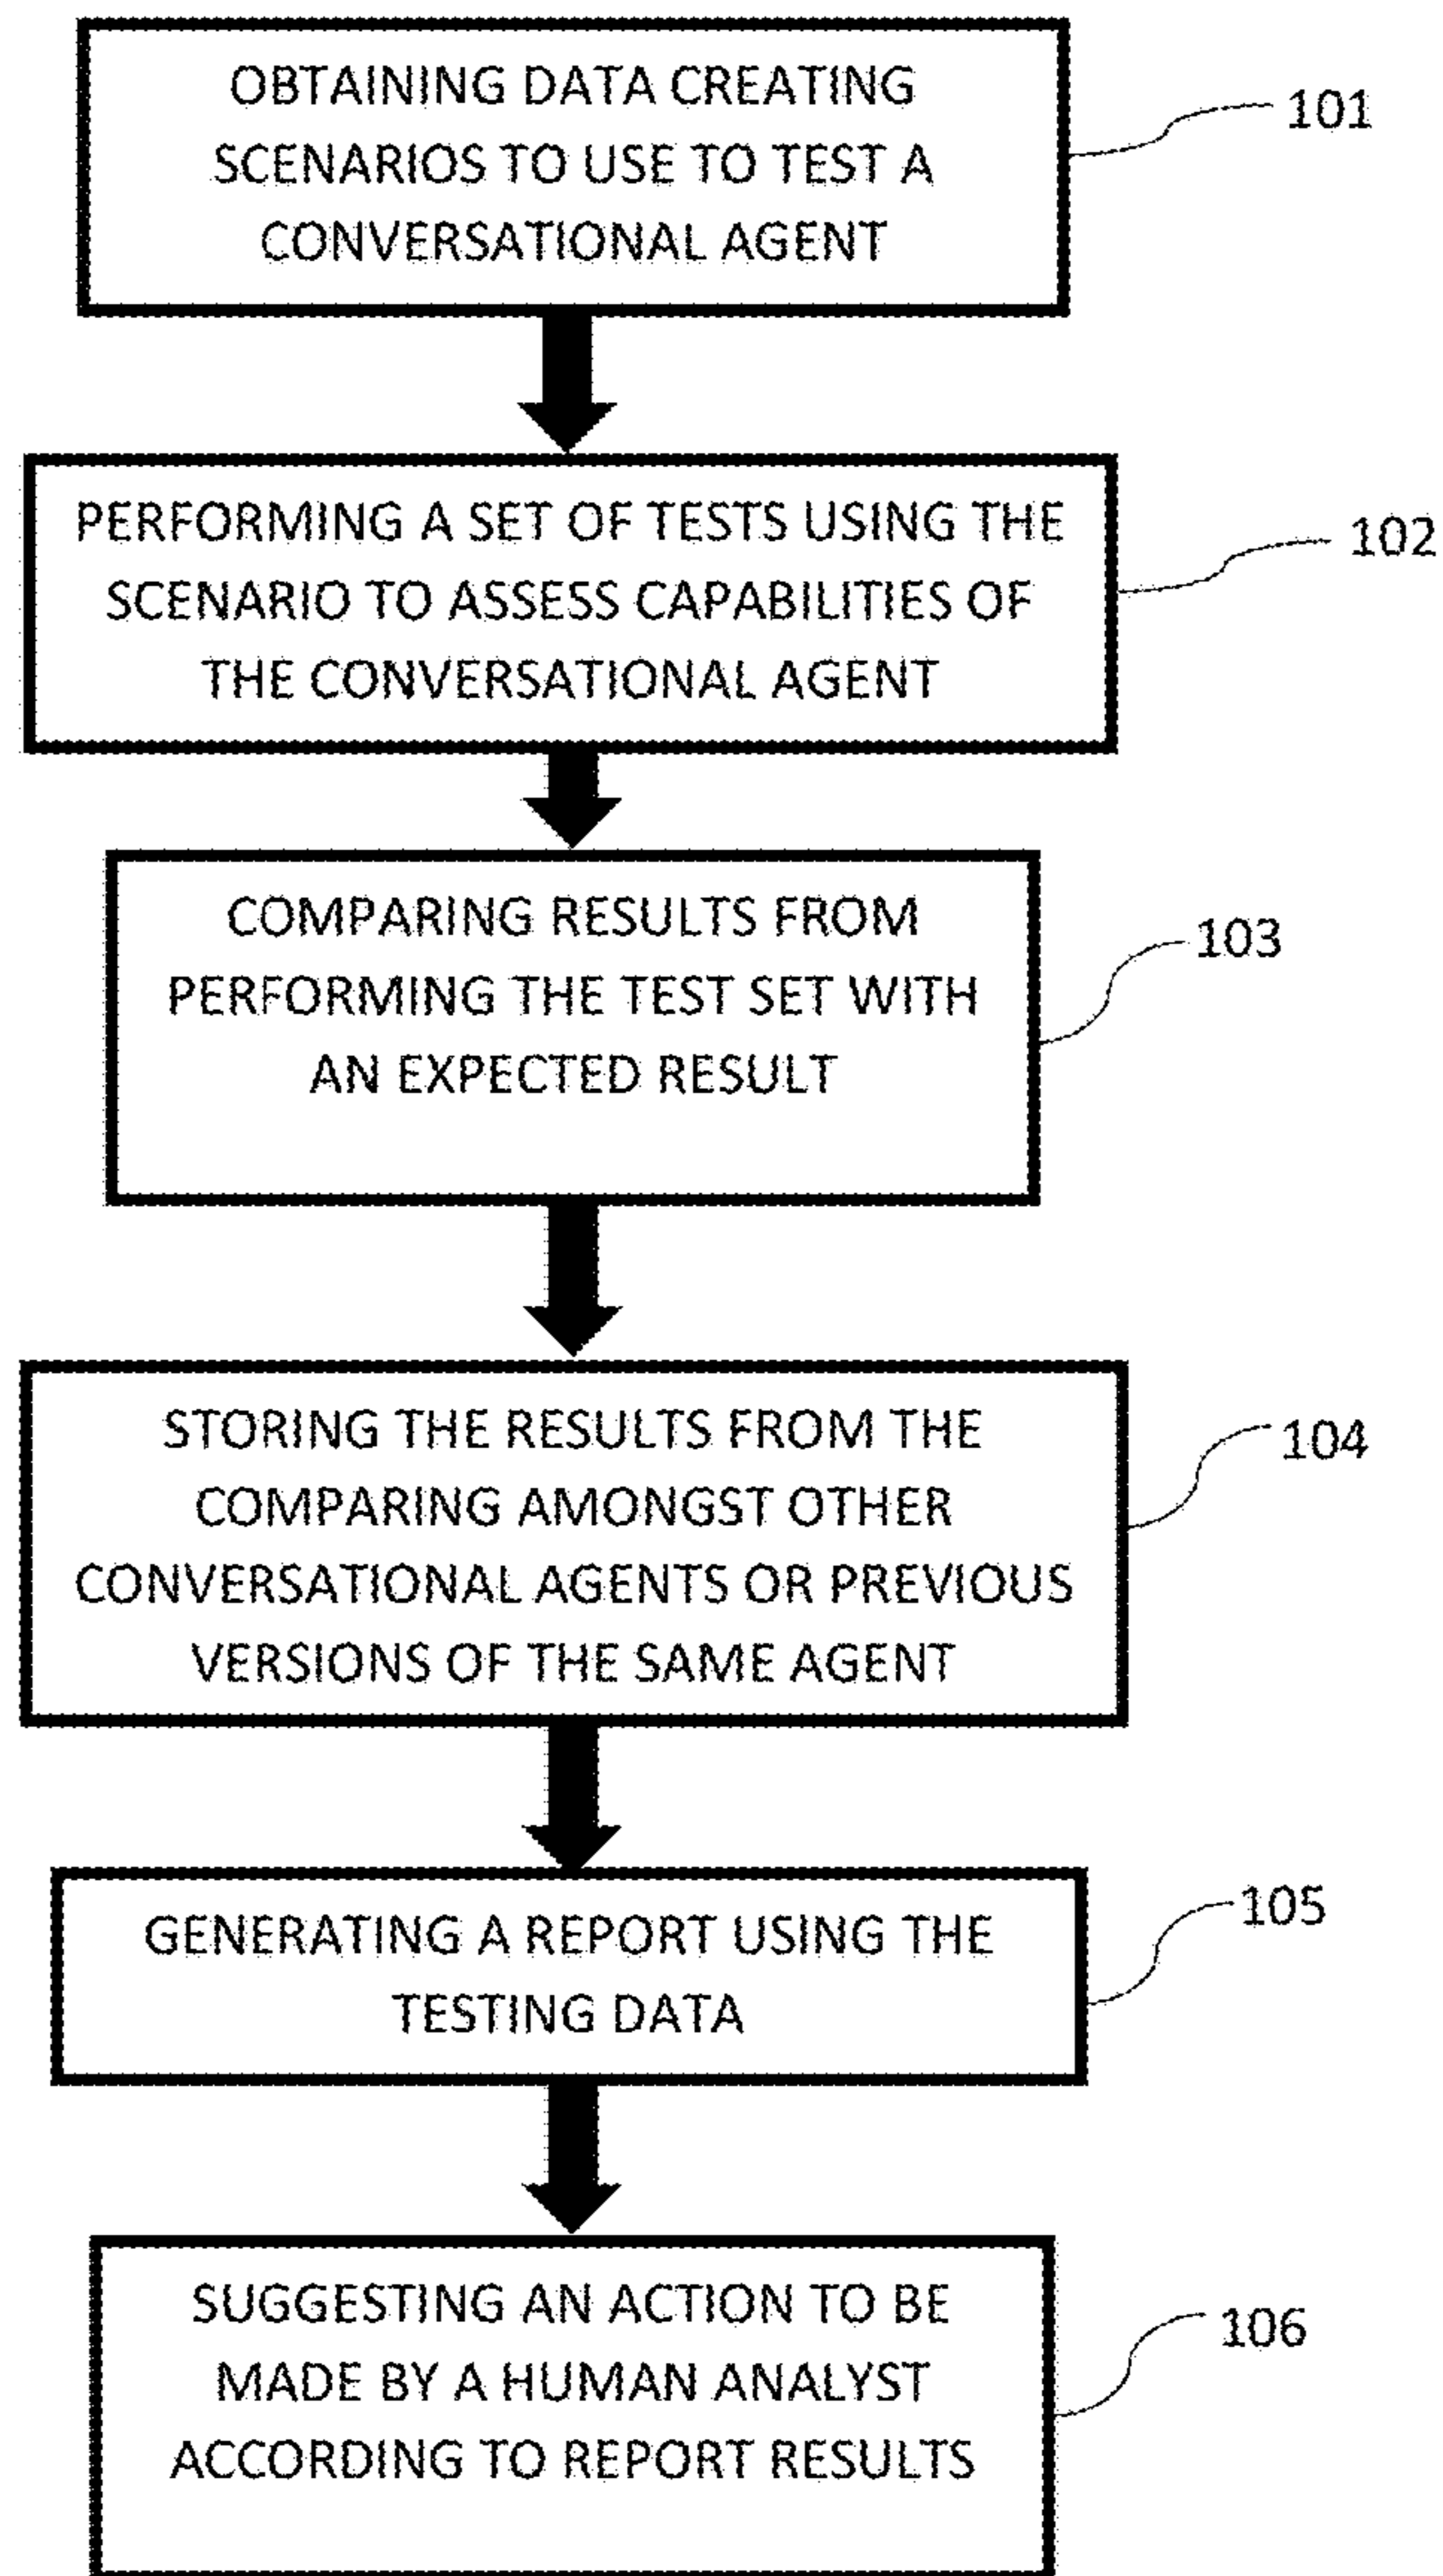 OBTAINING DATA CREATING
SCENARIOS TO USE TO TEST A
CONVERSATIONAL AGENT
101
PERFORMING A SET OF TESTS USING THE
SCENARIO TO ASSESS CAPABILITIES OF
THE CONVERSATIONAL AGENT
102
COMPARING RESULTS FROM
PERFORMING THE TEST SET WITH
AN EXPECTED RESULT
103
STORING THE RESULTS FROM THE
COMPARING AMONGST OTHER
CONVERSATIONAL AGENTS OR PREVIOUS
VERSIONS OF THE SAME AGENT
104
GENERATING A REPORT USING THE
TESTING DATA
105
SUGGESTING AN ACTION TO BE
MADE BY A HUMAN ANALYST
ACCORDING TO REPORT RESULTS
106